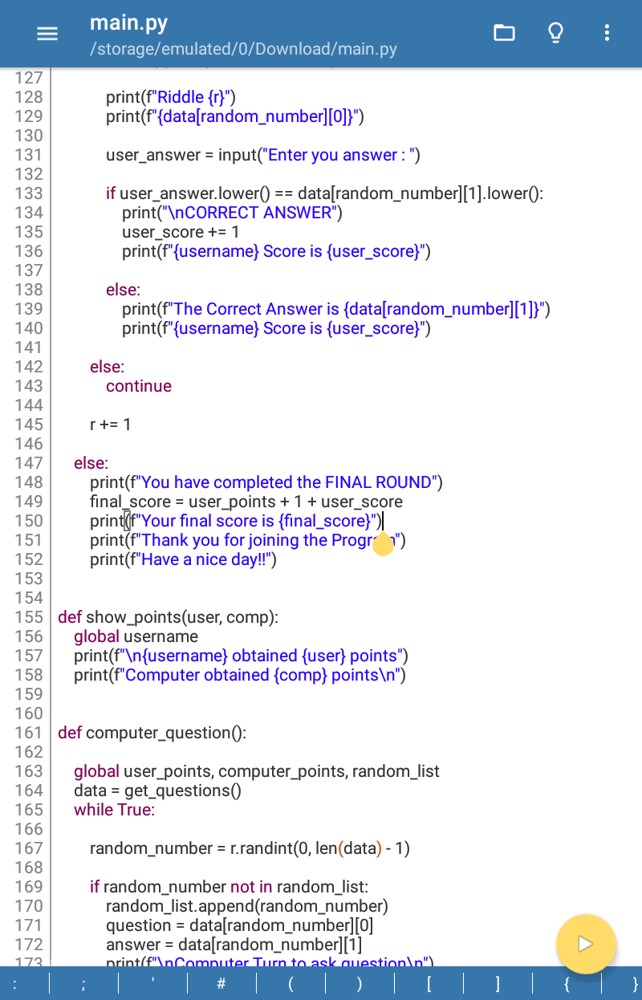 main.py
/storage/emulated/0/Download/main.py
127
128 print(f"Riddle {r}")
129 print(f"{data[random_number][0]}")
130
131 user_answer = input("Enter you answer : ")
132
133 if user_answer.lower() == data[random_number][1].lower():
134 print("\nCORRECT ANSWER")
135 user_score += 1
136 print(f"{username} Score is {user_score}")
137
138 else:
139 print(f"The Correct Answer is {data[random_number][1]}")
140 print(f"{username} Score is {user_score}")
141
142 else:
143 continue
144
145 r += 1
146
147 else:
148 print(f"You have completed the FINAL ROUND")
149 final_score = user_points + 1 + user_score
150 print(f"Your final score is {final_score}")
151 print(f"Thank you for joining the Program")
152 print(f"Have a nice day!!")
153
154
155 def show_points(user, comp):
156 global username
157 print(f"\n{username} obtained {user} points")
158 print(f"Computer obtained {comp} points\n")
159
160
161 def computer_question():
162
163 global user_points, computer_points, random_list
164 data = get_questions()
165 while True:
166
167 random_number = r.randint(0, len(data) - 1)
168
169 if random_number not in random_list:
170 random_list.append(random_number)
171 question = data[random_number][0]
172 answer = data[random_number][1]
173 print(f"\nComputer Turn to ask question\n")
: ; ' # ( ) [ ] { }